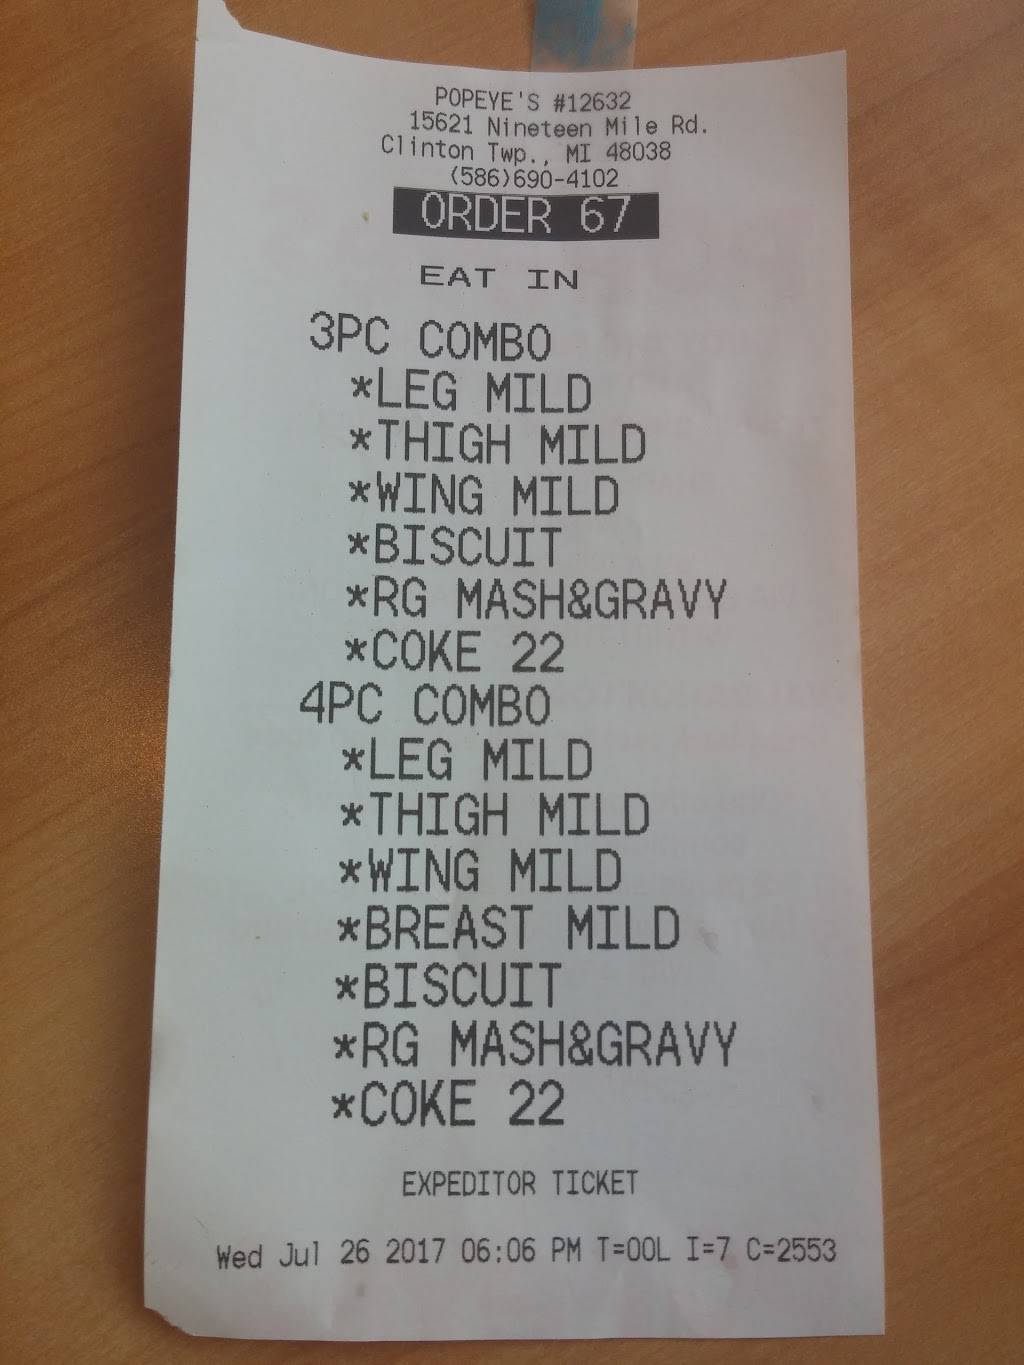 POPEYE'S #12632
15621 Nineteen Mile Rd.
Clinton Twp., MI 48038
(586)690-4102
ORDER 67
EAT IN
3PC COMBO
*LEG MILD
*THIGH MILD
*WING MILD
*BISCUIT
*RG MASH&GRAVY
*COKE 22
4PC COMBO
*LEG MILD
*THIGH MILD
*WING MILD
*BREAST MILD
*BISCUIT
*RG MASH&GRAVY
*COKE 22
EXPEDITOR TICKET
Wed Jul 26 2017 06:06 PM T=00L I=7 C=2553